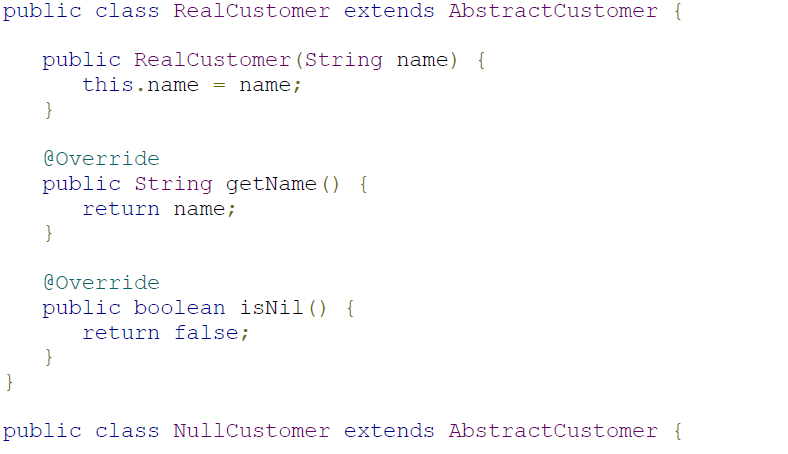 public class RealCustomer extends AbstractCustomer {
public RealCustomer(String name) {
this.name = name;
}
@Override
public String getName() {
return name;
}
@Override
public boolean isNil() {
return false;
}
}
public class NullCustomer extends AbstractCustomer {